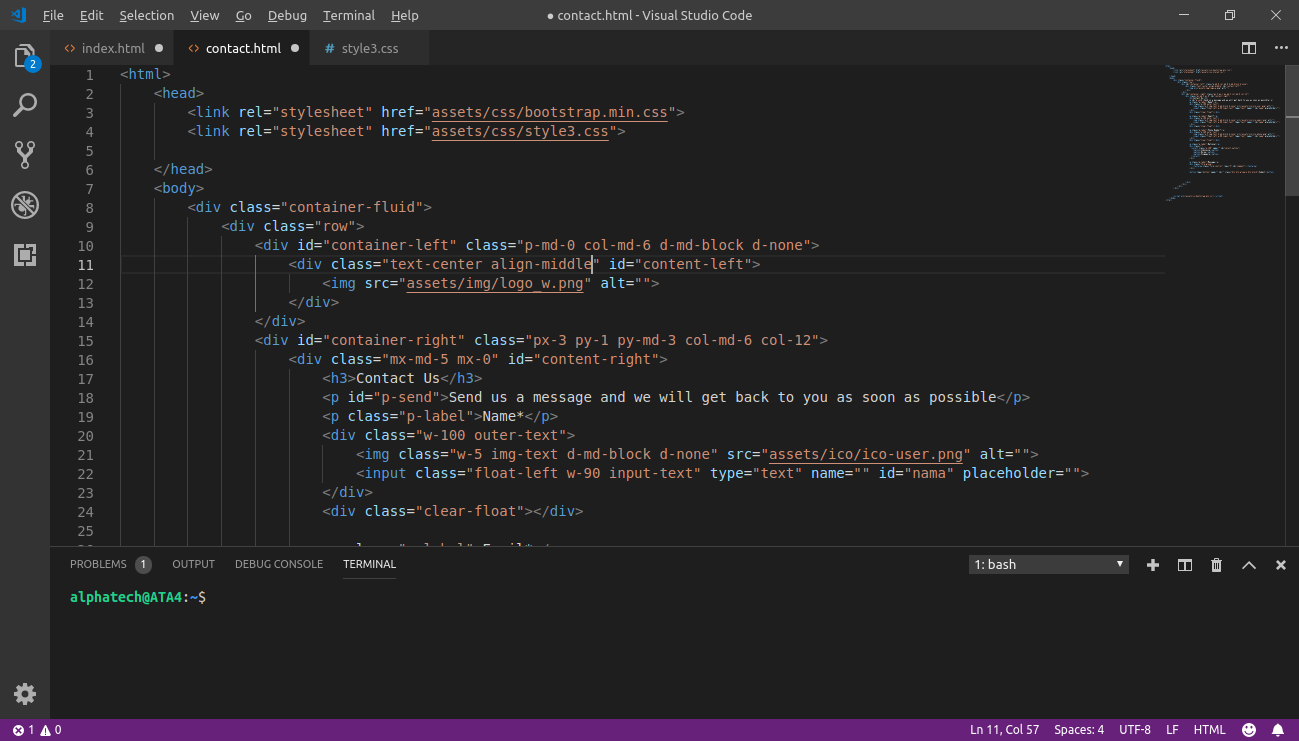 File Edit Selection View Go Debug Terminal Help ● contact.html - Visual Studio Code
index.html contact.html # style3.css
2
1 <html>
2 <head>
3 <link rel="stylesheet" href="assets/css/bootstrap.min.css">
4 <link rel="stylesheet" href="assets/css/style3.css">
5
6 </head>
7 <body>
8 <div class="container-fluid">
9 <div class="row">
10 <div id="container-left" class="p-md-0 col-md-6 d-md-block d-none">
11 <div class="text-center align-middle" id="content-left">
12 <img src="assets/img/logo_w.png" alt="">
13 </div>
14 </div>
15 <div id="container-right" class="px-3 py-1 py-md-3 col-md-6 col-12">
16 <div class="mx-md-5 mx-0" id="content-right">
17 <h3>Contact Us</h3>
18 <p id="p-send">Send us a message and we will get back to you as soon as possible</p>
19 <p class="p-label">Name*</p>
20 <div class="w-100 outer-text">
21 <img class="w-5 img-text d-md-block d-none" src="assets/ico/ico-user.png" alt="">
22 <input class="float-left w-90 input-text" type="text" name="" id="nama" placeholder="">
23 </div>
24 <div class="clear-float"></div>
25
PROBLEMS 1 OUTPUT DEBUG CONSOLE TERMINAL 1: bash
alphatech@ATA4:~$
1 0 Ln 11, Col 57 Spaces: 4 UTF-8 LF HTML